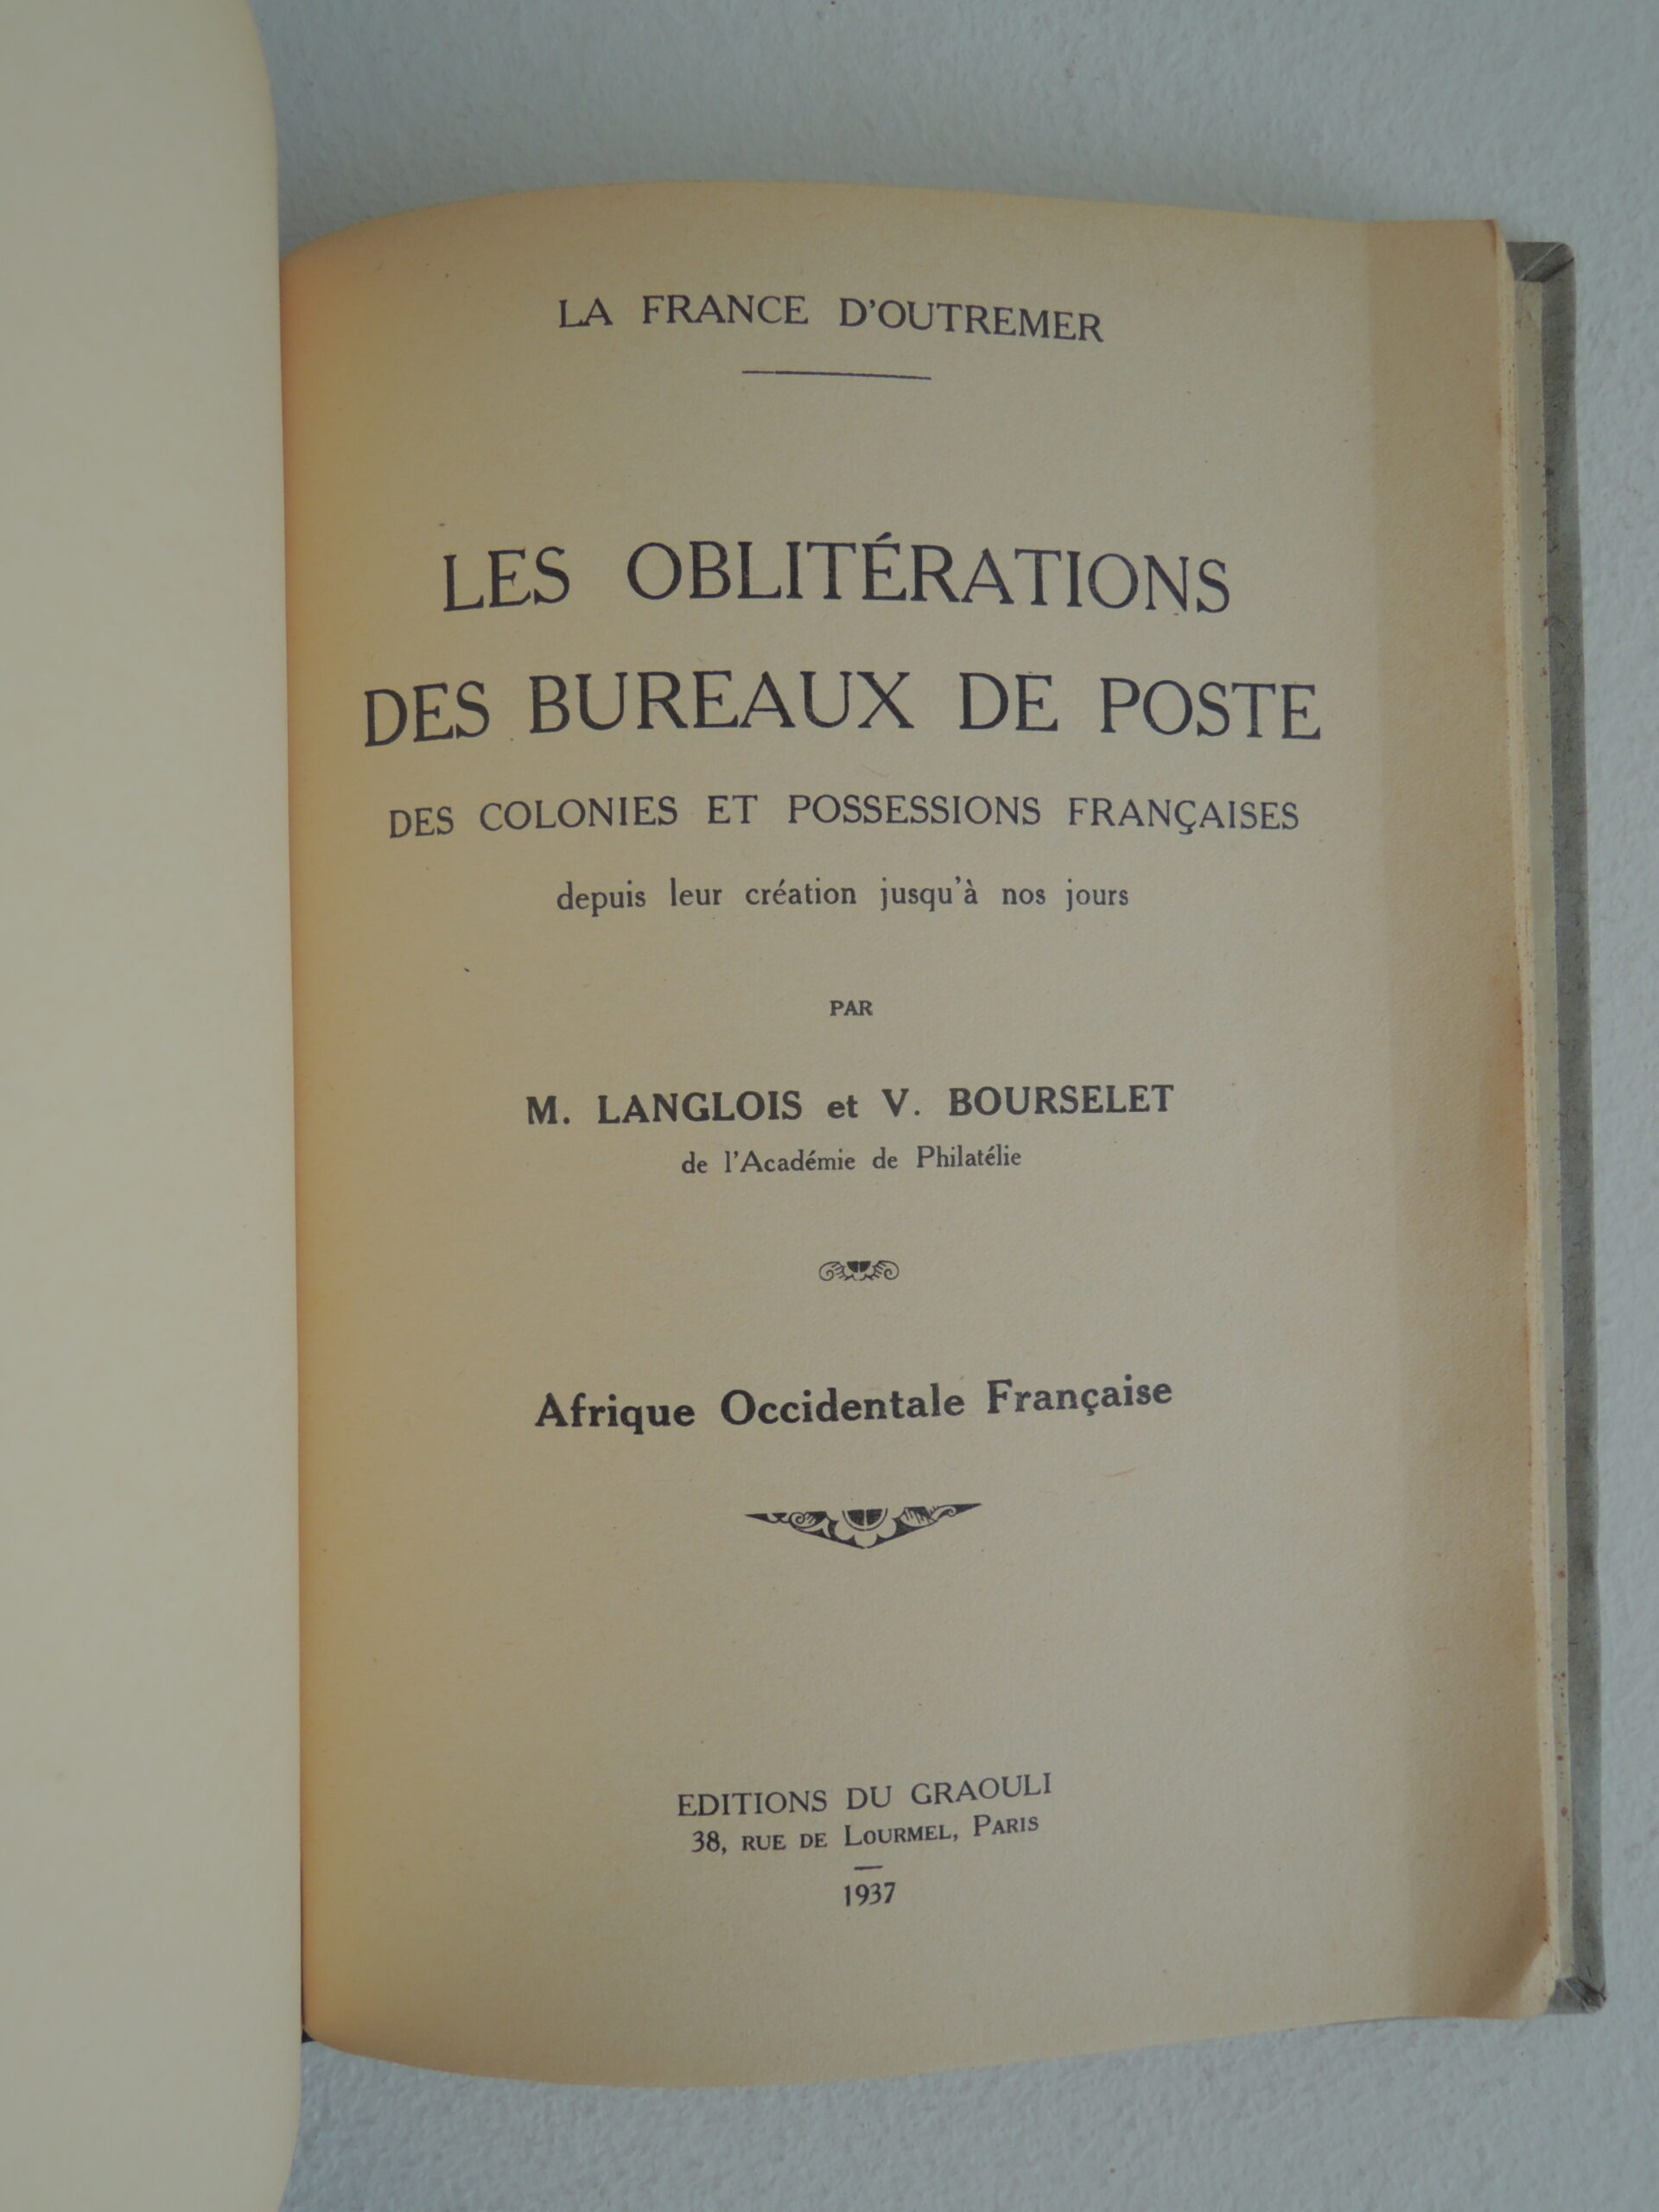 LA FRANCE D'OUTREMER
LES OBLITÉRATIONS
DES BUREAUX DE POSTE
DES COLONIES ET POSSESSIONS FRANÇAISES
depuis leur création jusqu'à nos jours
PAR
M. LANGLOIS et V. BOURSELET
de l'Académie de Philatélie
Afrique Occidentale Française
EDITIONS DU GRAOULI
38, RUE DE LOURMEL, PARIS
1937